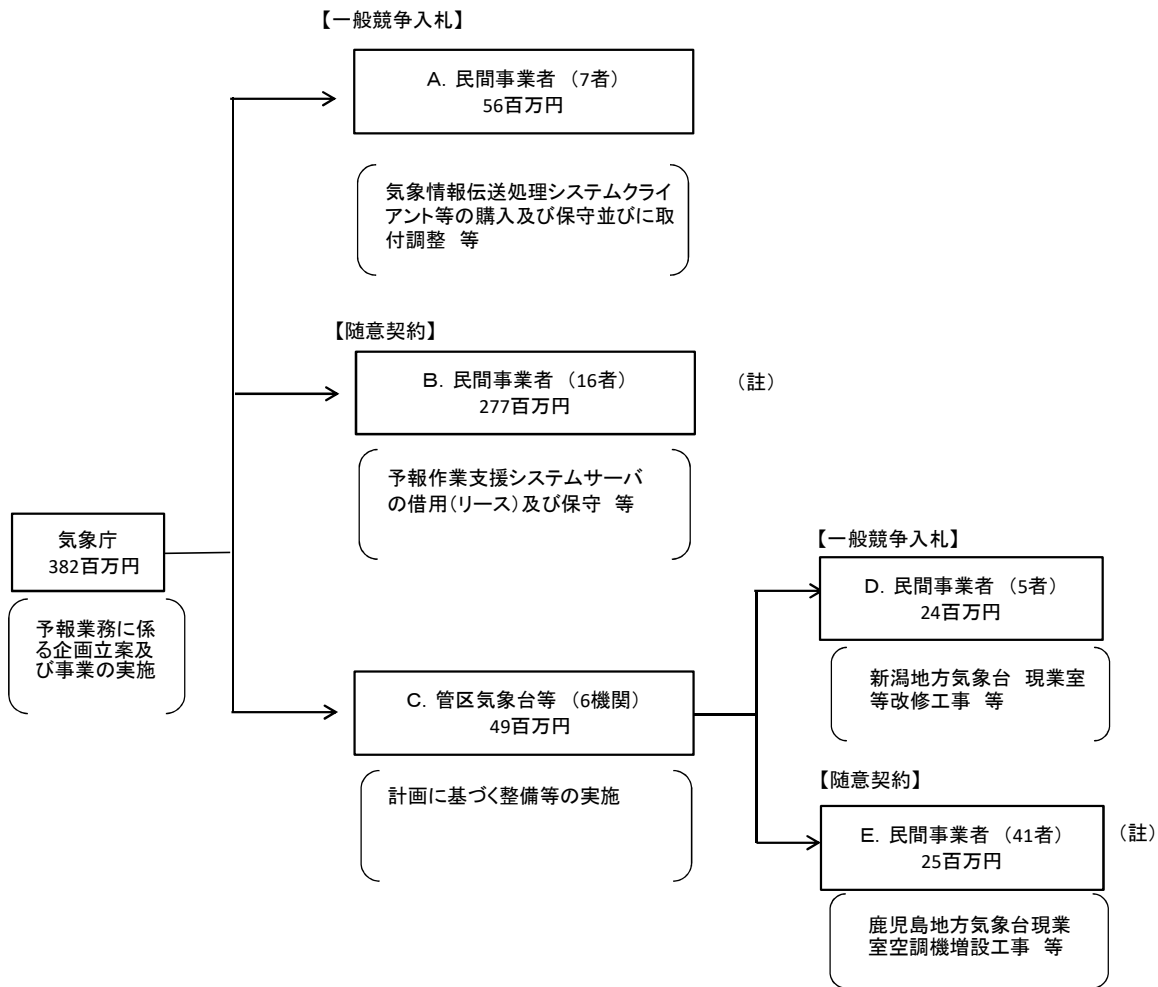 【一般競争入札】
A. 民間事業者 （7者）
56百万円
気象情報伝送処理システムクライ
アント等の購入及び保守並びに取
付調整 等
【随意契約】
B. 民間事業者 （16者）
277百万円
（註）
予報作業支援システムサーバ
の借用（リース）及び保守 等
気象庁
382百万円
予報業務に係
る企画立案及
び事業の実施
C. 管区気象台等 （6機関）
49百万円
計画に基づく整備等の実施
【一般競争入札】
D. 民間事業者 （5者）
24百万円
新潟地方気象台 現業室
等改修工事 等
【随意契約】
E. 民間事業者 （41者）
25百万円
（註）
鹿児島地方気象台現業
室空調機増設工事 等